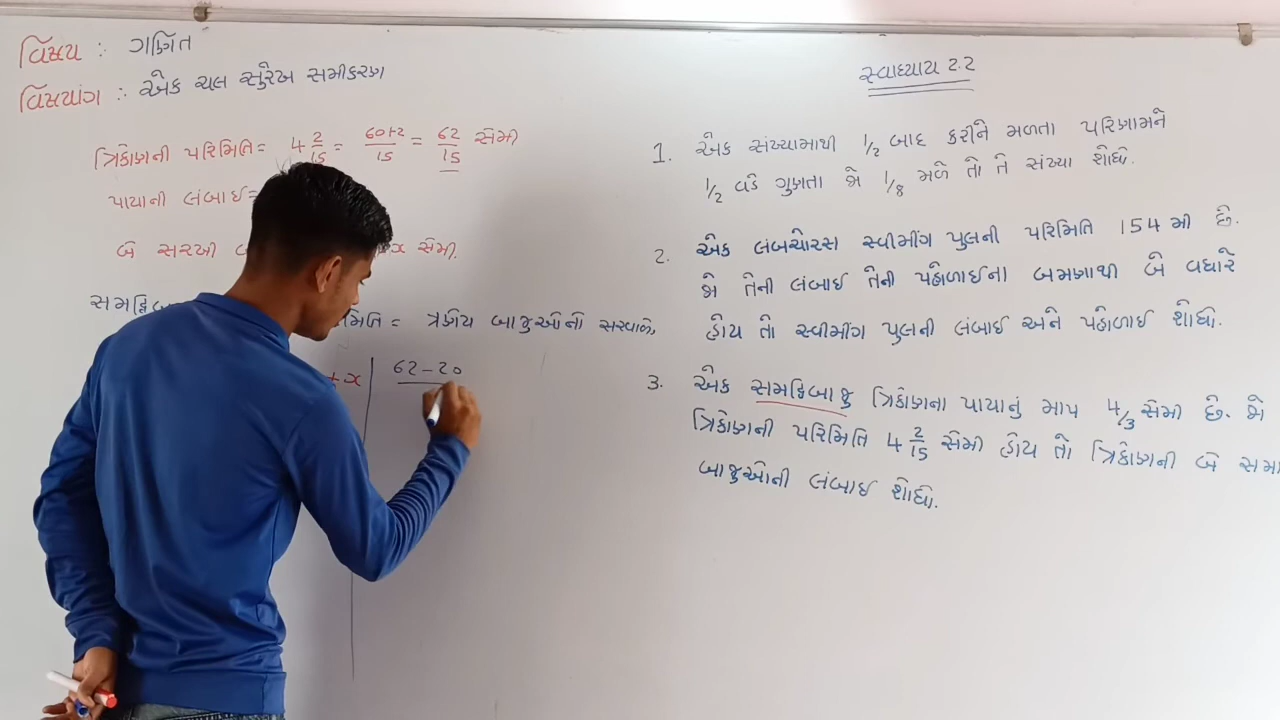 વિષય : ગણિત
વિષયાંગ : એક ચલ સુરેખ સમીકરણ
ત્રિકોણની પરિમિતિ = 4 2/15 = 60+2/15 = 62/15 સેમી
પાયાની લંબાઈ =
બે સરખી x સેમી.
= ત્રણેય બાજુઓનો સરવાળો
+ x | 62 - 20
સ્વાધ્યાય 2.2
1. એક સંખ્યામાથી 1/2 બાદ કરીને મળતા પરિણામને
1/2 વડે ગુણતા જો 1/8 મળે તો તે સંખ્યા શોધો.
2. એક લંબચોરસ સ્વીમીંગ પુલની પરિમિતિ 154 મી છે.
જો તેની લંબાઈ તેની પહોળાઈના બમણાથી બે વધારે
હોય તો સ્વીમીંગ પુલની લંબાઈ અને પહોળાઈ શોધો.
3. એક સમદ્વિબાજુ ત્રિકોણના પાયાનું માપ 4/3 સેમી છે. જો
ત્રિકોણની પરિમિતિ 4 2/15 સેમી હોય તો ત્રિકોણની બે સમા
બાજુઓની લંબાઈ શોધો.